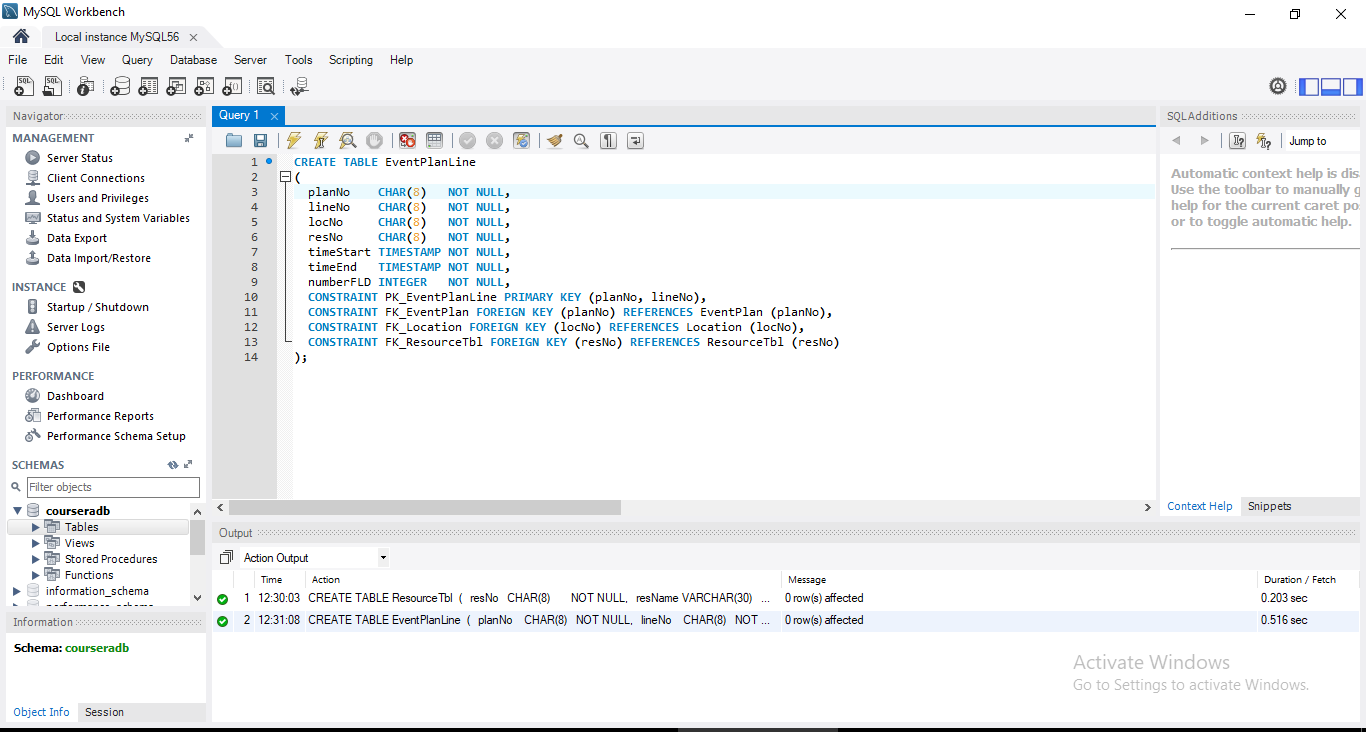 MySQL Workbench
Local instance MySQL56
File Edit View Query Database Server Tools Scripting Help
Navigator
MANAGEMENT
Server Status
Client Connections
Users and Privileges
Status and System Variables
Data Export
Data Import/Restore
INSTANCE
Startup / Shutdown
Server Logs
Options File
PERFORMANCE
Dashboard
Performance Reports
Performance Schema Setup
SCHEMAS
Filter objects
courseradb
Tables
Views
Stored Procedures
Functions
information_schema
performance_schema
Information
Schema: courseradb
Object Info Session
Query 1
1 CREATE TABLE EventPlanLine
2 (
3 planNo CHAR(8) NOT NULL,
4 lineNo CHAR(8) NOT NULL,
5 locNo CHAR(8) NOT NULL,
6 resNo CHAR(8) NOT NULL,
7 timeStart TIMESTAMP NOT NULL,
8 timeEnd TIMESTAMP NOT NULL,
9 numberFLD INTEGER NOT NULL,
10 CONSTRAINT PK_EventPlanLine PRIMARY KEY (planNo, lineNo),
11 CONSTRAINT FK_EventPlan FOREIGN KEY (planNo) REFERENCES EventPlan (planNo),
12 CONSTRAINT FK_Location FOREIGN KEY (locNo) REFERENCES Location (locNo),
13 CONSTRAINT FK_ResourceTbl FOREIGN KEY (resNo) REFERENCES ResourceTbl (resNo)
14 );
SQLAdditions
Jump to
Automatic context help is dis
Use the toolbar to manually g
help for the current caret po
or to toggle automatic help.
Context Help Snippets
Output
Action Output
Time Action Message Duration / Fetch
1 12:30:03 CREATE TABLE ResourceTbl ( resNo CHAR(8) NOT NULL, resName VARCHAR(30) ... 0 row(s) affected 0.203 sec
2 12:31:08 CREATE TABLE EventPlanLine ( planNo CHAR(8) NOT NULL, lineNo CHAR(8) NOT ... 0 row(s) affected 0.516 sec
Activate Windows
Go to Settings to activate Windows.